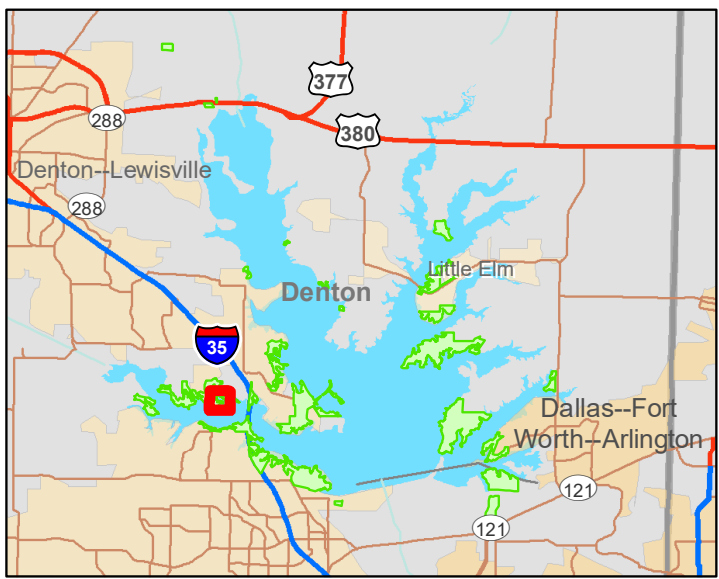 377
288
380
Denton--Lewisville
288
Little Elm
Denton
35
Dallas--Fort
Worth--Arlington
121
121